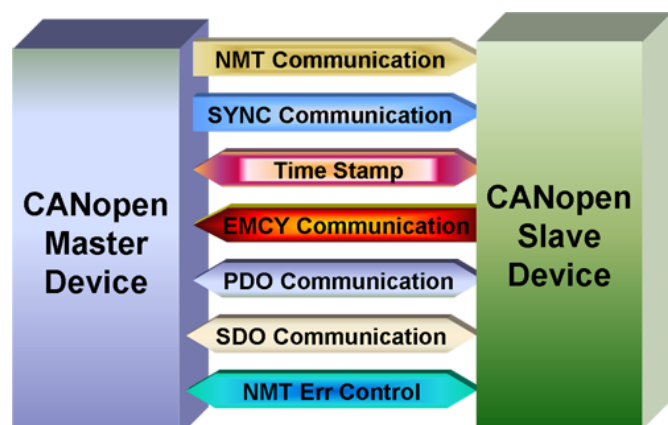 CANopen
Master
Device
NMT Communication
SYNC Communication
Time Stamp
EMCY Communication
PDO Communication
SDO Communication
NMT Err Control
CANopen
Slave
Device